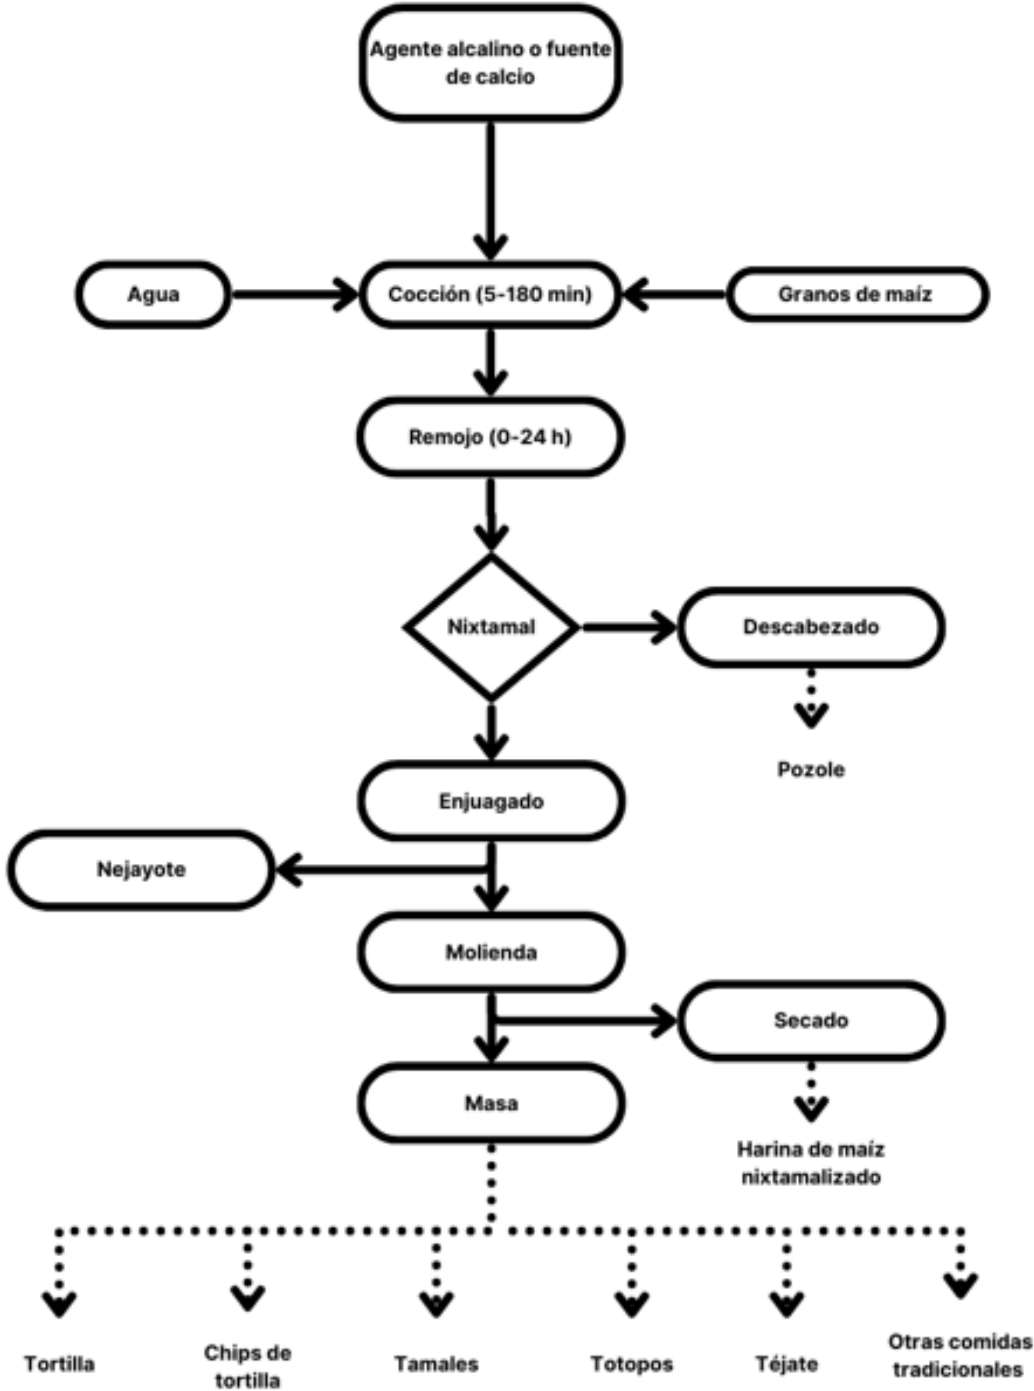 Agente alcalino o fuente
de calcio
Agua
Cocción (5-180 min)
Granos de maíz
Remojo (0-24 h)
Nixtamal
Descabezado
Pozole
Enjuagado
Nejayote
Molienda
Secado
Masa
Harina de maíz
nixtamalizado
Tortilla
Chips de
tortilla
Tamales
Totopos
Téjate
Otras comidas
tradicionales